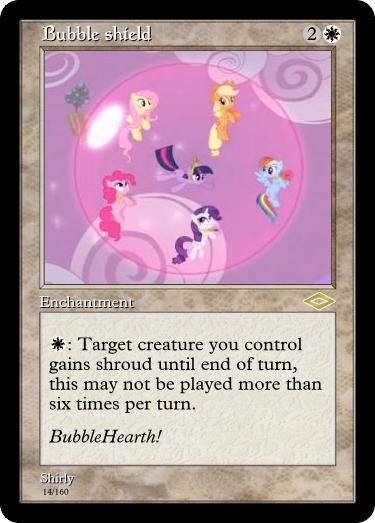 Bubble shield 2
Enchantment
: Target creature you control
gains shroud until end of turn,
this may not be played more than
six times per turn.
BubbleHearth!
Shirly
14/160